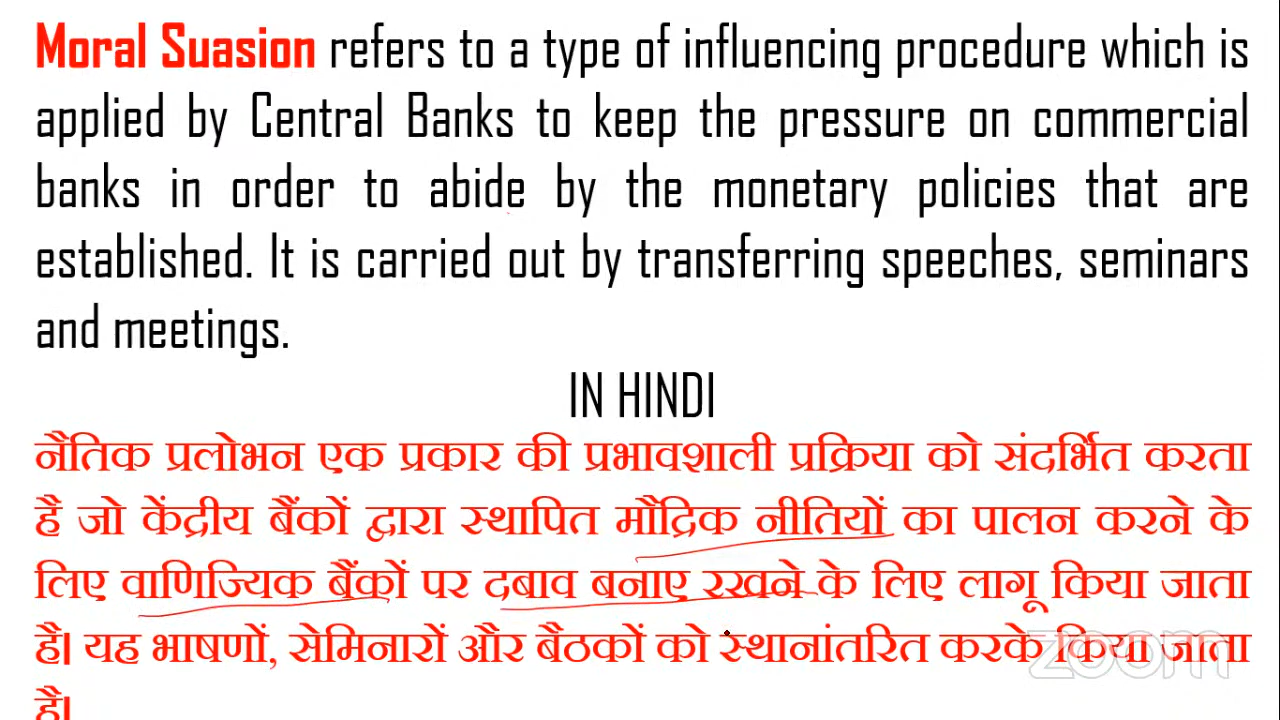 Moral Suasion refers to a type of influencing procedure which is
applied by Central Banks to keep the pressure on commercial
banks in order to abide by the monetary policies that are
established. It is carried out by transferring speeches, seminars
and meetings.
IN HINDI
नैतिक प्रलोभन एक प्रकार की प्रभावशाली प्रक्रिया को संदर्भित करता
है जो केंद्रीय बैंकों द्वारा स्थापित मौद्रिक नीतियों का पालन करने के
लिए वाणिज्यिक बैंकों पर दबाव बनाए रखने के लिए लागू किया जाता
है। यह भाषणों, सेमिनारों और बैठकों को स्थानांतरित करके किया जाता
है।
zoom